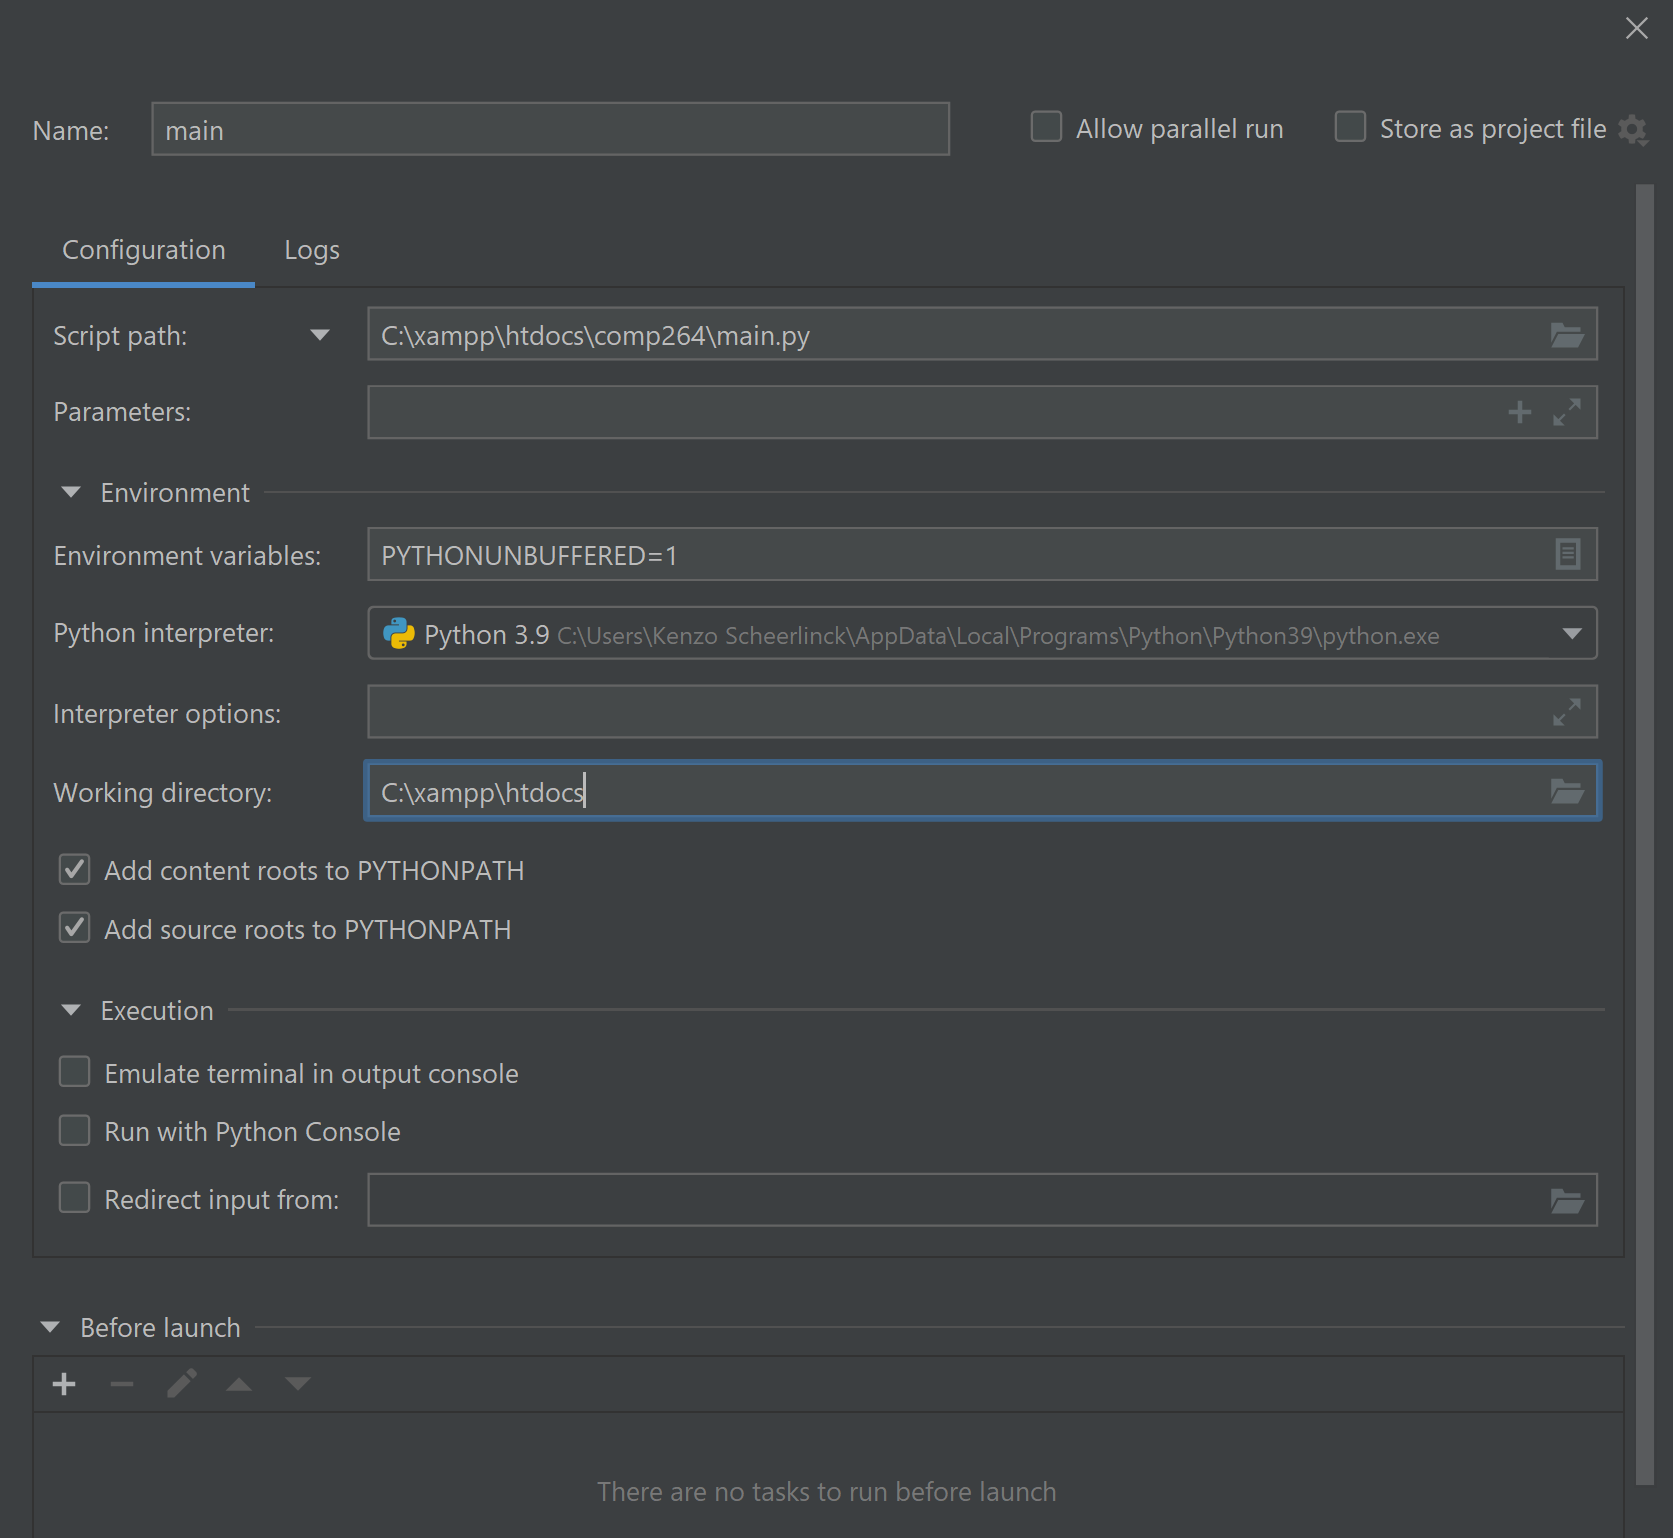 Name: main Allow parallel run Store as project file
Configuration Logs
Script path: C:\xampp\htdocs\comp264\main.py
Parameters:
Environment
Environment variables: PYTHONUNBUFFERED=1
Python interpreter: Python 3.9 C:\Users\Kenzo Scheerlinck\AppData\Local\Programs\Python\Python39\python.exe
Interpreter options:
Working directory: C:\xampp\htdocs
Add content roots to PYTHONPATH
Add source roots to PYTHONPATH
Execution
Emulate terminal in output console
Run with Python Console
Redirect input from:
Before launch
There are no tasks to run before launch